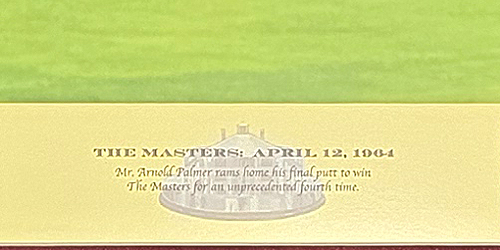 THE MASTERS: APRIL 12, 1964
Mr. Arnold Palmer rams home his final putt to win
The Masters for an unprecedented fourth time.